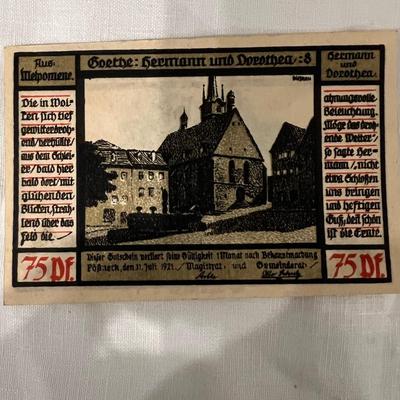 Aus:
Melpomene.
Goethe: Hermann und Dorothea: 8
Hermann
und
Dorothea.
Die in Wol-
ken sich tief
gewitterdroh-
end verhüllte/
aus dem Schlei-
er/ bald hier
bald dort/ mit
glühenden
Blicken strah-
lend über das
Feld die
ahnungsvolle
Beleuchtung.
Möge das droh-
ende Wetter/
so sagte Her-
mann/ nicht
etwa Schloßen
uns bringen
und heftigen
Guß, denn schön
ist die Ernte.
75 Pf.
Dieser Gutschein verliert seine Gültigkeit 1 Monat nach Bekanntmachung
Pößneck, den 31. Juli 1921. Magistrat und Gemeinderat:
75 Pf.